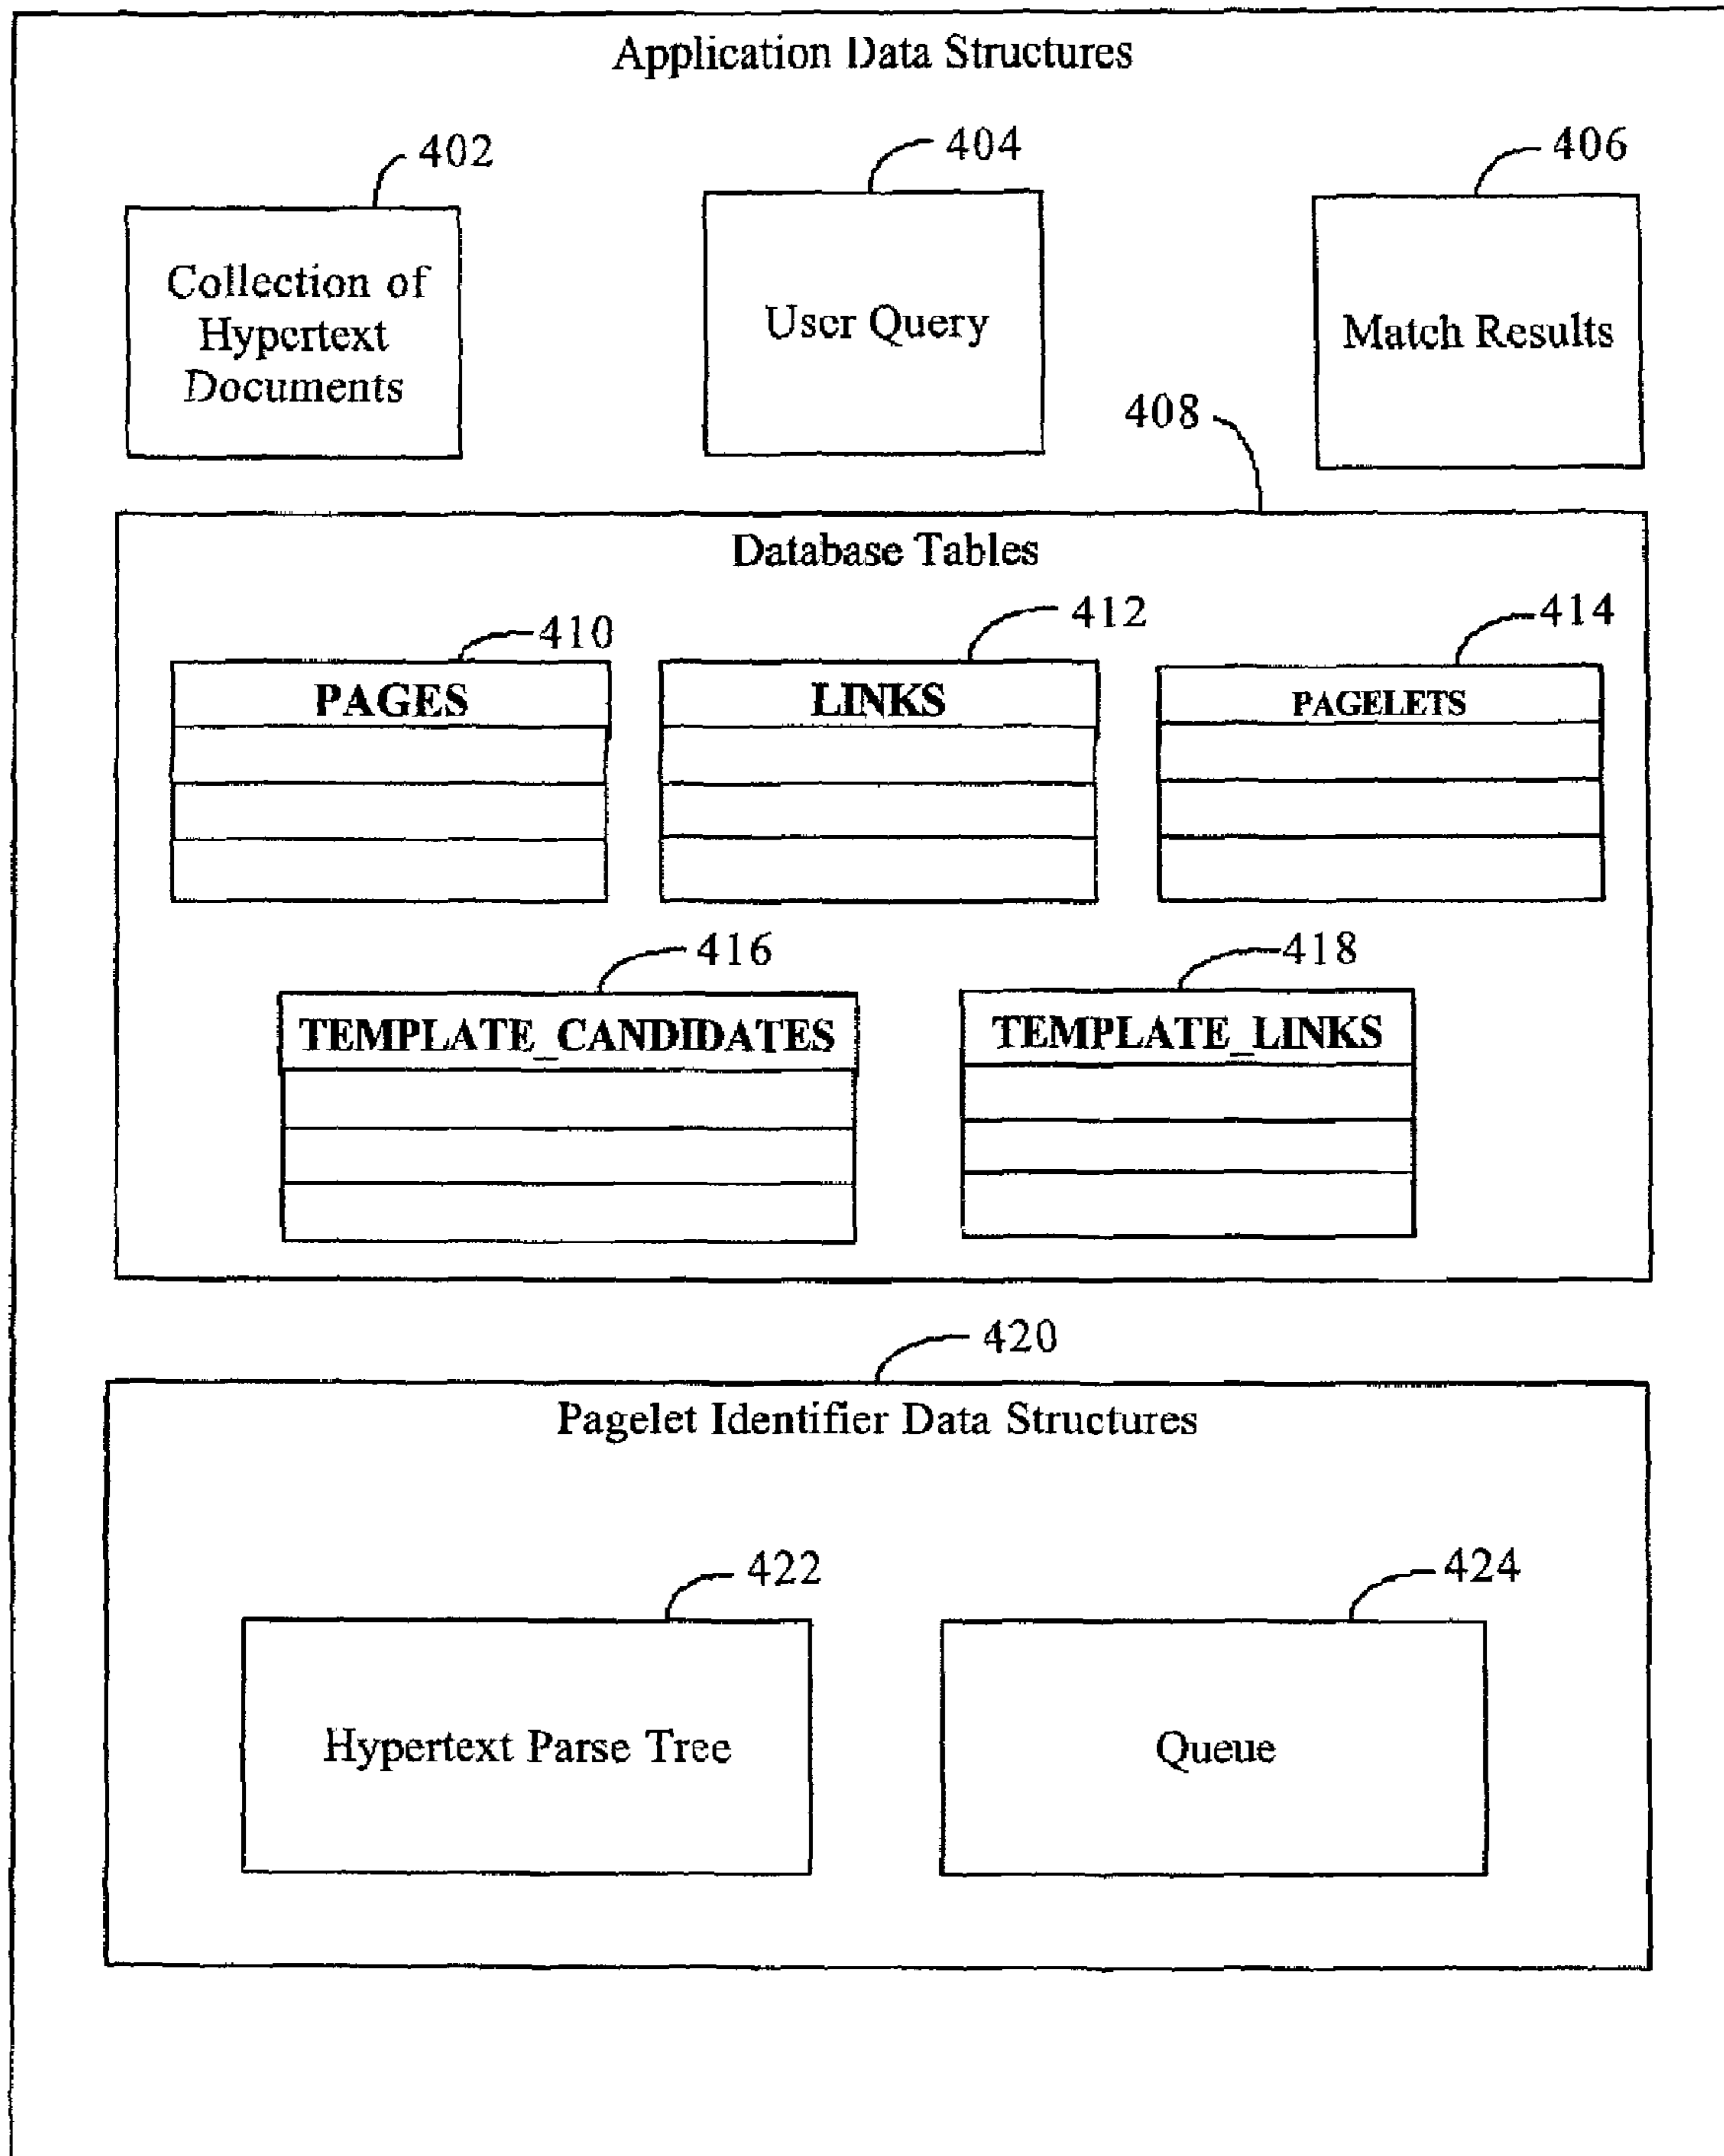 Application Data Structures
402
404
406
Collection of
Hypertext
Documents
User Query
Match Results
408
Database Tables
410
412
414
PAGES
LINKS
PAGELETS
416
418
TEMPLATE_CANDIDATES
TEMPLATE_LINKS
420
Pagelet Identifier Data Structures
422
424
Hypertext Parse Tree
Queue